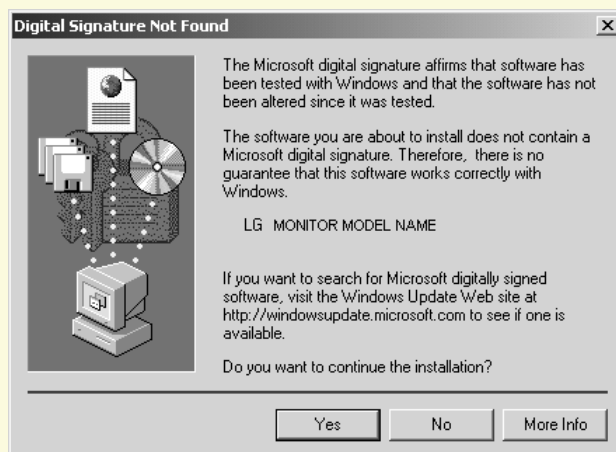 Digital Signature Not Found
The Microsoft digital signature affirms that software has
been tested with Windows and that the software has not
been altered since it was tested.
The software you are about to install does not contain a
Microsoft digital signature. Therefore, there is no
guarantee that this software works correctly with
Windows.
LG MONITOR MODEL NAME
If you want to search for Microsoft digitally signed
software, visit the Windows Update Web site at
http://windowsupdate.microsoft.com to see if one is
available.
Do you want to continue the installation?
Yes No More Info